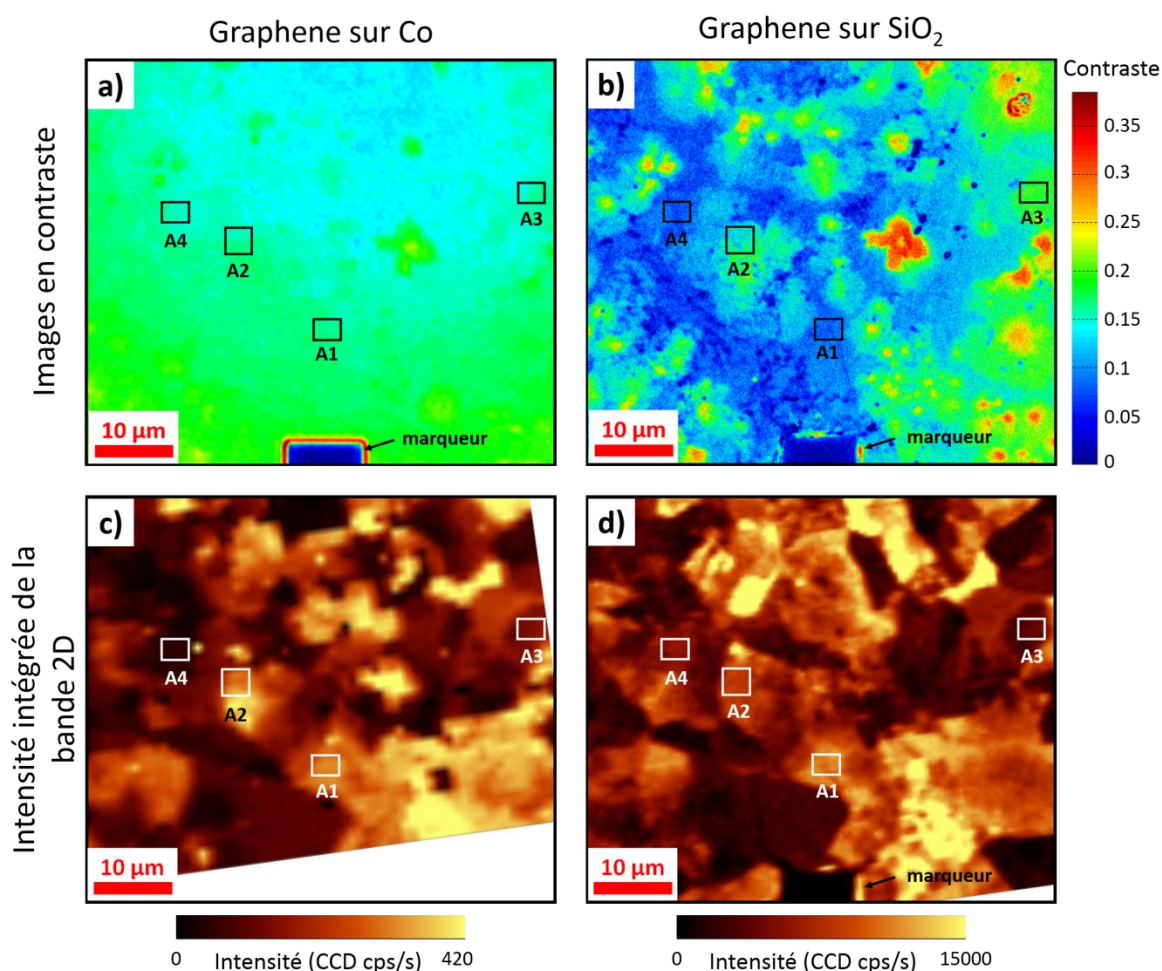 Graphene sur Co
Graphene sur SiO₂
Images en contraste
a)
A4
A2
A3
A1
10 µm
marqueur
b)
A4
A2
A3
A1
10 µm
marqueur
Contraste
0.35
0.3
0.25
0.2
0.15
0.1
0.05
0
Intensité intégrée de la
bande 2D
c)
A4
A2
A3
A1
10 µm
d)
A4
A2
A3
A1
10 µm
marqueur
0 Intensité (CCD cps/s) 420
0 Intensité (CCD cps/s) 15000